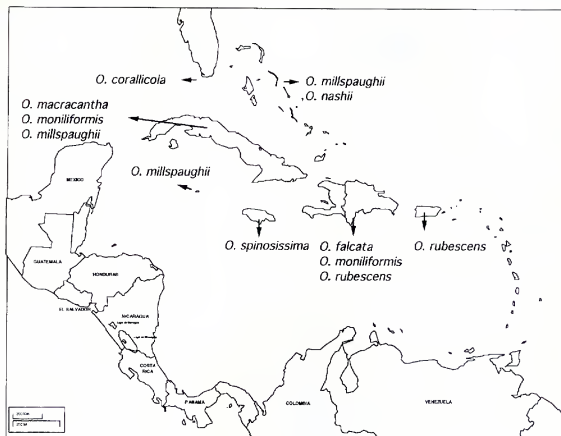 O. corallicola
O. millspaughii
O. nashii
O. macracantha
O. moniliformis
O. millspaughii
O. millspaughii
MEXICO
O. spinosissima
O. falcata
O. moniliformis
O. rubescens
O. rubescens
GUATEMALA
HONDURAS
EL SALVADOR
NICARAGUA
COSTA
RICA
PANAMA
COLOMBIA
VENEZUELA